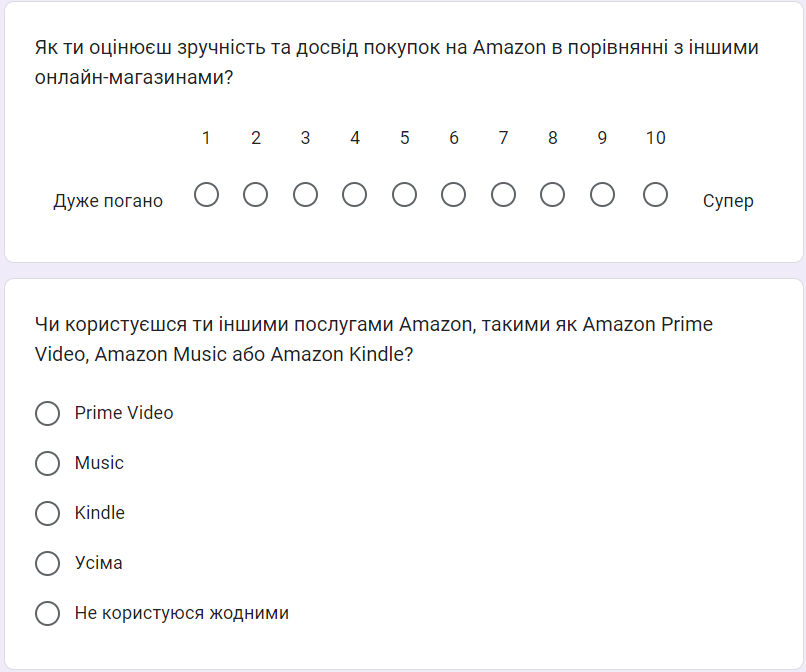 Як ти оцінюєш зручність та досвід покупок на Amazon в порівнянні з іншими
онлайн-магазинами?
1 2 3 4 5 6 7 8 9 10
Дуже погано Супер
Чи користуєшся ти іншими послугами Amazon, такими як Amazon Prime
Video, Amazon Music або Amazon Kindle?
Prime Video
Music
Kindle
Усіма
Не користуюся жодними